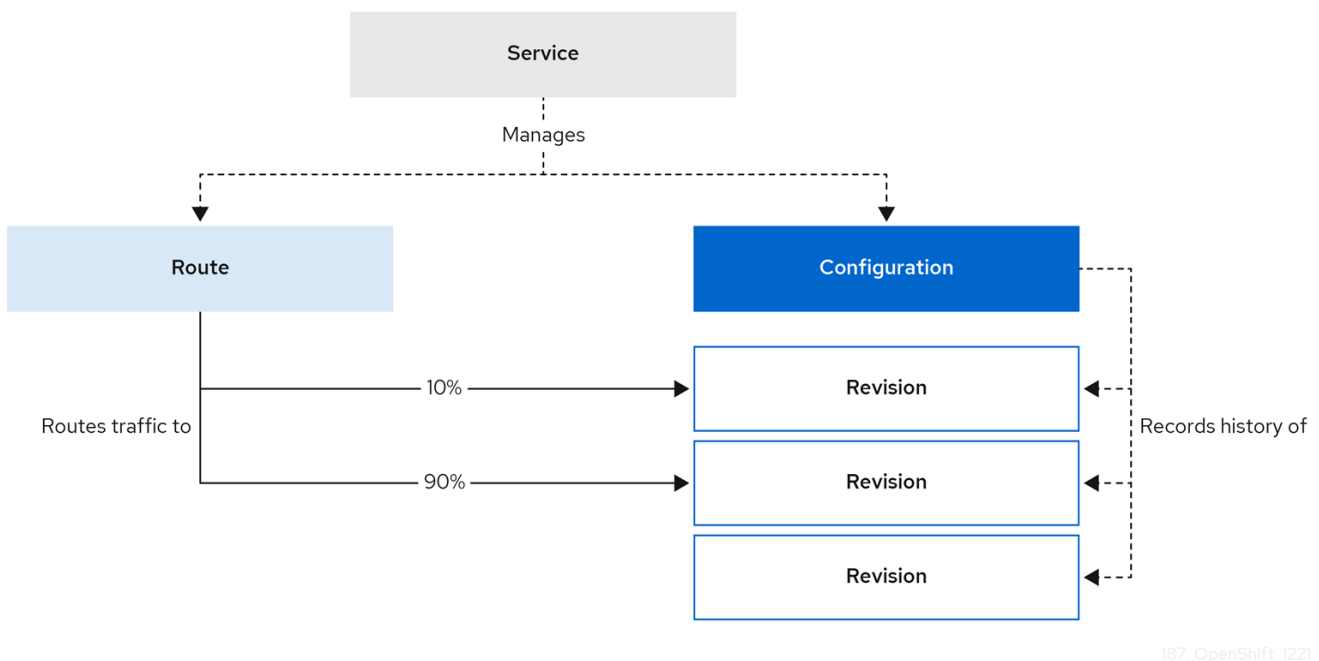 Service
Manages
Route
Configuration
10%
Revision
Routes traffic to
Records history of
90%
Revision
Revision
187_OpenShift_1221